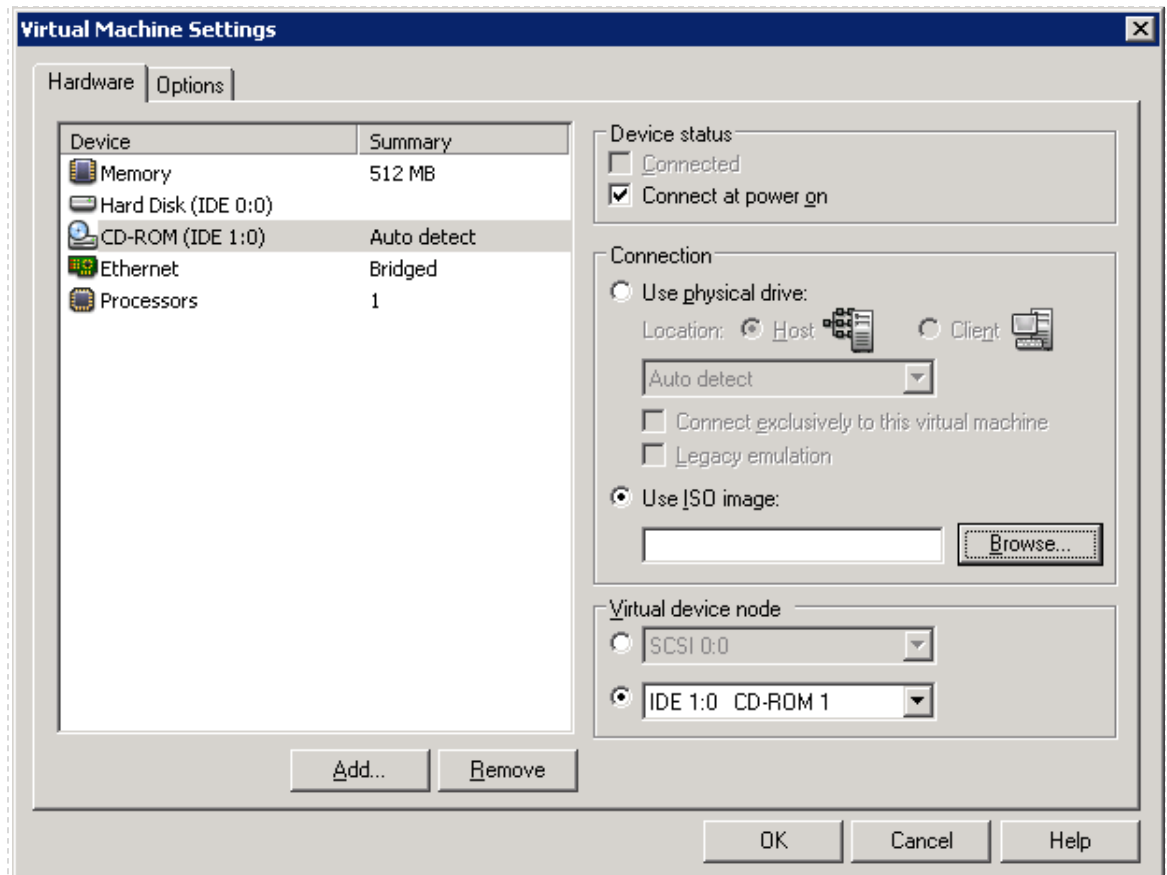 Virtual Machine Settings
Hardware Options
Device Summary
Memory 512 MB
Hard Disk (IDE 0:0)
CD-ROM (IDE 1:0) Auto detect
Ethernet Bridged
Processors 1
Add... Remove
Device status
Connected
Connect at power on
Connection
Use physical drive:
Location: Host Client
Auto detect
Connect exclusively to this virtual machine
Legacy emulation
Use ISO image:
Browse...
Virtual device node
SCSI 0:0
IDE 1:0 CD-ROM 1
OK Cancel Help